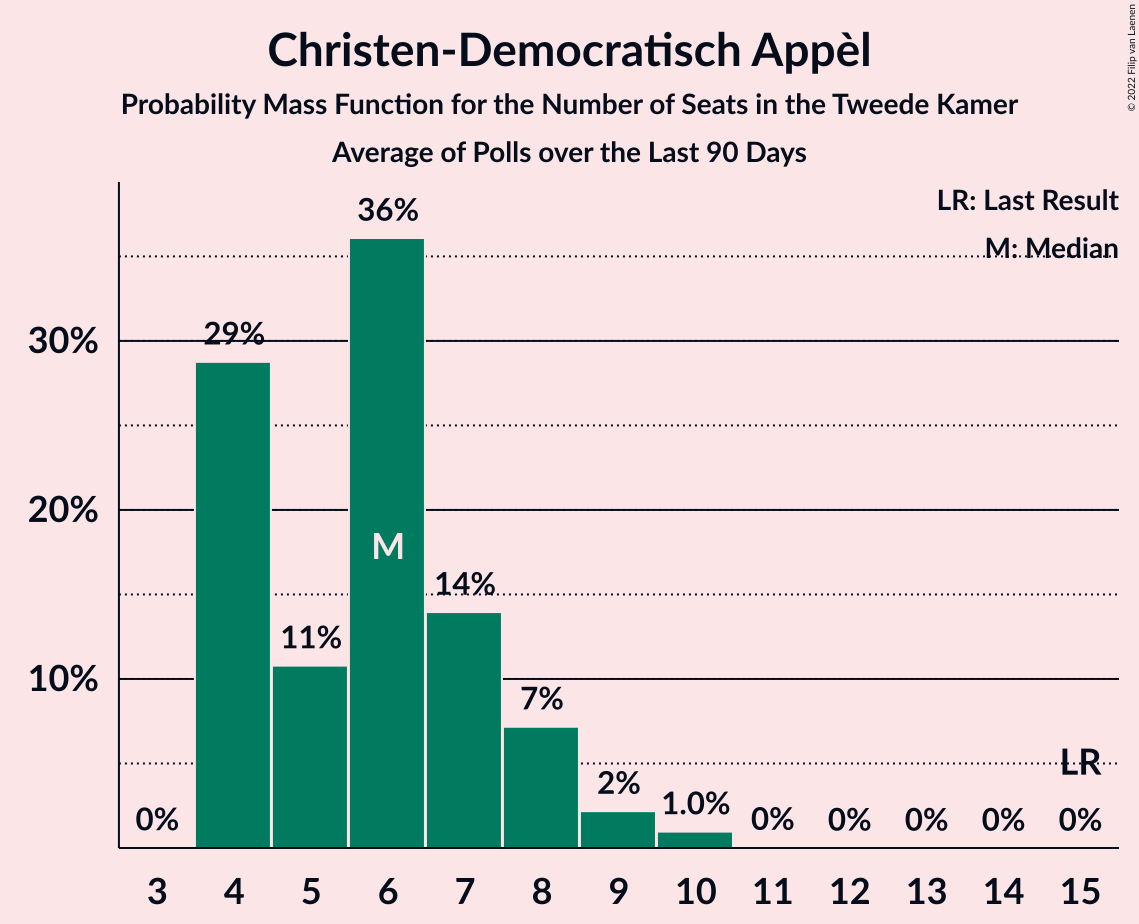 Christen-Democratisch Appèl
Probability Mass Function for the Number of Seats in the Tweede Kamer
Average of Polls over the Last 90 Days
© 2022 Filip van Laenen
LR: Last Result
M: Median
36%
29%
30%
20%
M
14%
11%
10%
7%
LR
2%
1.0%
0% 0% 0% 0% 0% 0%
3 4 5 6 7 8 9 10 11 12 13 14 15